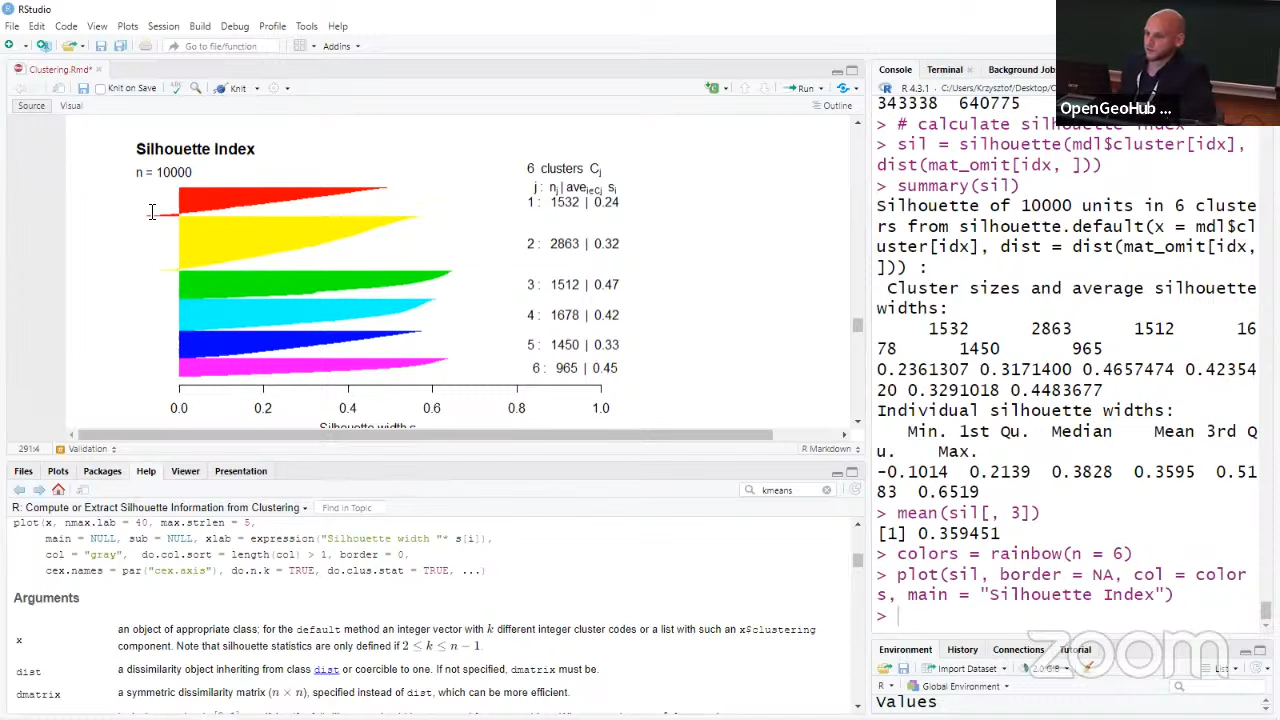 RStudio
File Edit Code View Plots Session Build Debug Profile Tools Help
Go to file/function Addins
Clustering.Rmd*
Knit on Save ABC Knit Run
Source Visual Outline
Silhouette Index
n = 10000
6 clusters Cj
j : nj | avei∈Cj si
1 : 1532 | 0.24
2 : 2863 | 0.32
3 : 1512 | 0.47
4 : 1678 | 0.42
5 : 1450 | 0.33
6 : 965 | 0.45
0.0 0.2 0.4 0.6 0.8 1.0
Silhouette width s
291:4 Validation R Markdown
Files Plots Packages Help Viewer Presentation
kmeans
R: Compute or Extract Silhouette Information from Clustering Find in Topic
plot(x, nmax.lab = 40, max.strlen = 5,
main = NULL, sub = NULL, xlab = expression("Silhouette width "* s[i]),
col = "gray", do.col.sort = length(col) > 1, border = 0,
cex.names = par("cex.axis"), do.n.k = TRUE, do.clus.stat = TRUE, ...)
Arguments
x an object of appropriate class; for the default method an integer vector with k different integer cluster codes or a list with such an x$clustering
component. Note that silhouette statistics are only defined if 2 ≤ k ≤ n − 1.
dist a dissimilarity object inheriting from class dist or coercible to one. If not specified, dmatrix must be.
dmatrix a symmetric dissimilarity matrix (n × n), specified instead of dist, which can be more efficient.
Console Terminal Background Jobs
R 4.3.1 · C:/Users/Krzysztof/Desktop/
343338 640775
> # calculate silhouette index
> sil = silhouette(mdl$cluster[idx],
dist(mat_omit[idx, ]))
> summary(sil)
Silhouette of 10000 units in 6 cluste
rs from silhouette.default(x = mdl$cl
uster[idx], dist = dist(mat_omit[idx,
])) :
Cluster sizes and average silhouette
widths:
1532 2863 1512 16
78 1450 965
0.2361307 0.3171400 0.4657474 0.42354
20 0.3291018 0.4483677
Individual silhouette widths:
Min. 1st Qu. Median Mean 3rd Q
u. Max.
-0.1014 0.2139 0.3828 0.3595 0.51
83 0.6519
> mean(sil[, 3])
[1] 0.359451
> colors = rainbow(n = 6)
> plot(sil, border = NA, col = color
s, main = "Silhouette Index")
>
Environment History Connections Tutorial
Import Dataset List
R Global Environment
Values
OpenGeoHub ...
zoom